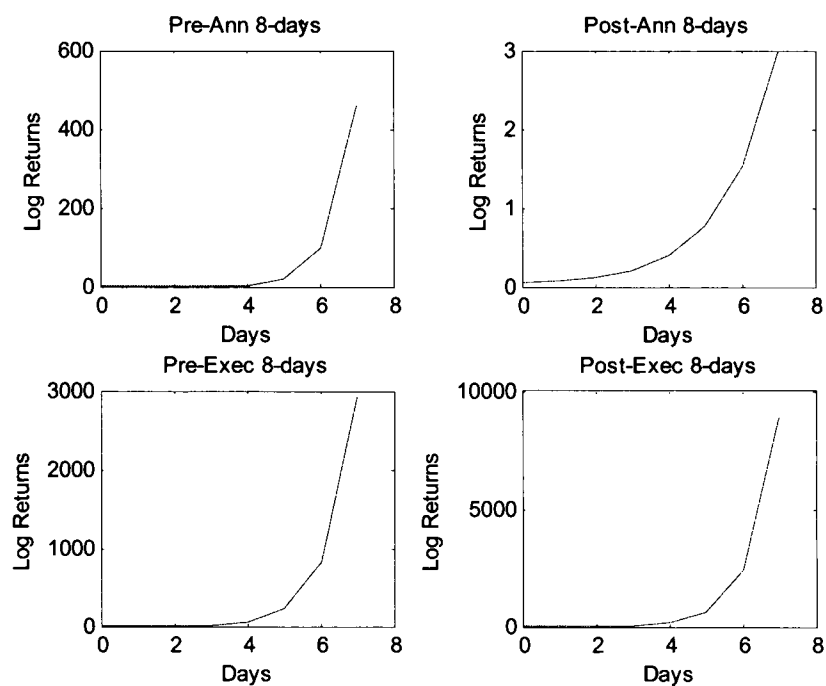 Pre-Ann 8-days
600
400
200
0
0 2 4 6 8
Log Returns
Days
Post-Ann 8-days
3
2
1
0
0 2 4 6 8
Log Returns
Days
Pre-Exec 8-days
3000
2000
1000
0
0 2 4 6 8
Log Returns
Days
Post-Exec 8-days
10000
5000
0
0 2 4 6 8
Log Returns
Days